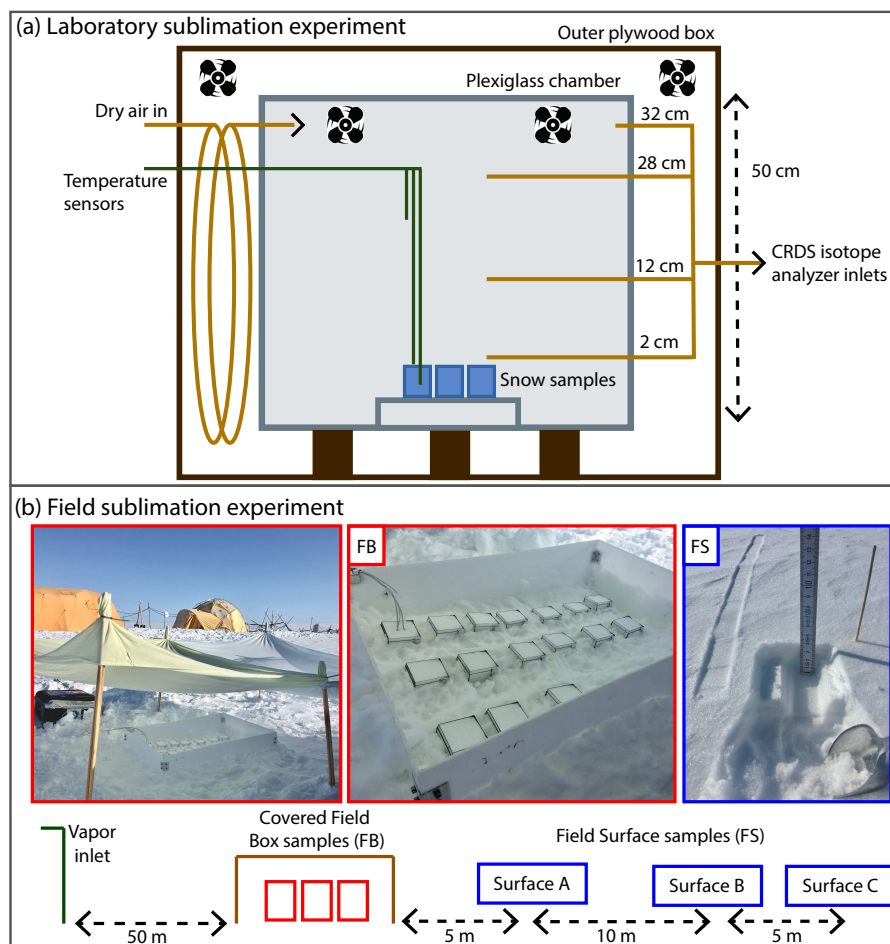 (a) Laboratory sublimation experiment
Outer plywood box
Plexiglass chamber
Dry air in
32 cm
28 cm
50 cm
Temperature
sensors
12 cm
CRDS isotope
analyzer inlets
2 cm
Snow samples
(b) Field sublimation experiment
FB
FS
Vapor
inlet
Covered Field
Box samples (FB)
Field Surface samples (FS)
Surface A
Surface B
Surface C
50 m
5 m
10 m
5 m